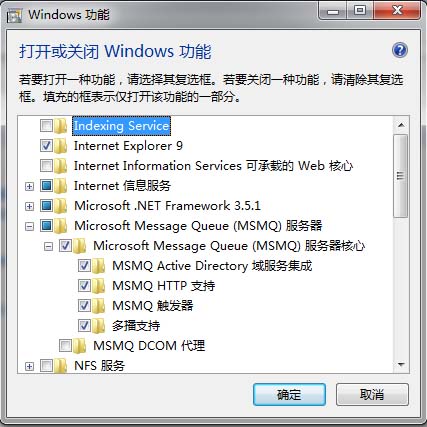 Windows 功能
打开或关闭 Windows 功能
若要打开一种功能，请选择其复选框。若要关闭一种功能，请清除其复选
框。填充的框表示仅打开该功能的一部分。
Indexing Service
Internet Explorer 9
Internet Information Services 可承载的 Web 核心
Internet 信息服务
Microsoft .NET Framework 3.5.1
Microsoft Message Queue (MSMQ) 服务器
Microsoft Message Queue (MSMQ) 服务器核心
MSMQ Active Directory 域服务集成
MSMQ HTTP 支持
MSMQ 触发器
多播支持
MSMQ DCOM 代理
NFS 服务
确定
取消